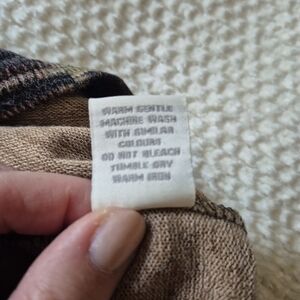 WARM GENTLE
MACHINE WASH
WITH SIMILAR
COLOURS
DO NOT BLEACH
TUMBLE DRY
WARM IRON